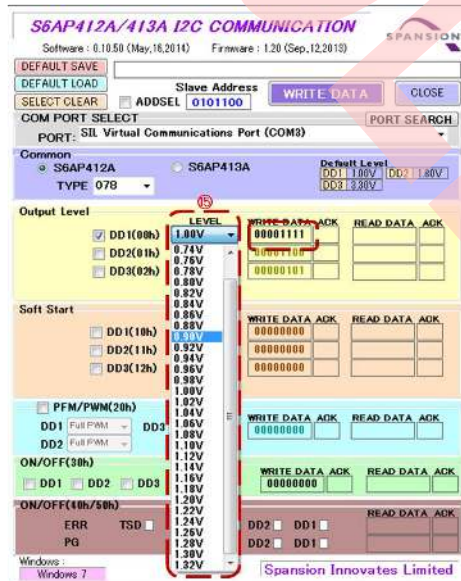 S6AP412A/413A I2C COMMUNICATION
SPANSION
Software : 0.10.50 (May,16,2014) Firmware : 1.20 (Sep,12,2013)
DEFAULT SAVE
DEFAULT LOAD
SELECT CLEAR
ADDSEL
Slave Address
0101100
WRITE DATA
CLOSE
COM PORT SELECT
PORT SEARCH
PORT: SIL Virtual Communications Port (COM3)
Common
S6AP412A
S6AP413A
TYPE 078
Default Level
DD1 1.00V DD2 1.80V
DD3 3.30V
⑮
Output Level
LEVEL
WRITE DATA ACK READ DATA ACK
DD1(00h) 1.00V 00001111
DD2(01h) 00001100
DD3(02h) 00000101
0.74V
0.76V
0.78V
0.80V
0.82V
0.84V
0.86V
0.88V
0.90V
0.92V
0.94V
0.96V
0.98V
1.00V
1.02V
1.04V
1.06V
1.08V
1.10V
1.12V
1.14V
1.16V
1.18V
1.20V
1.22V
1.24V
1.26V
1.28V
1.30V
1.32V
Soft Start
WRITE DATA ACK READ DATA ACK
DD1(10h) 00000000
DD2(11h) 00000000
DD3(12h) 00000000
PFM/PWM(20h)
WRITE DATA ACK READ DATA ACK
DD1 Full PWM DD3 00000000
DD2 Full PWM
ON/OFF(30h)
WRITE DATA ACK READ DATA ACK
DD1 DD2 DD3 00000000
ON/OFF(40h/50h)
READ DATA ACK
ERR TSD DD2 DD1
PG DD2 DD1
Windows :
Windows 7
Spansion Innovates Limited